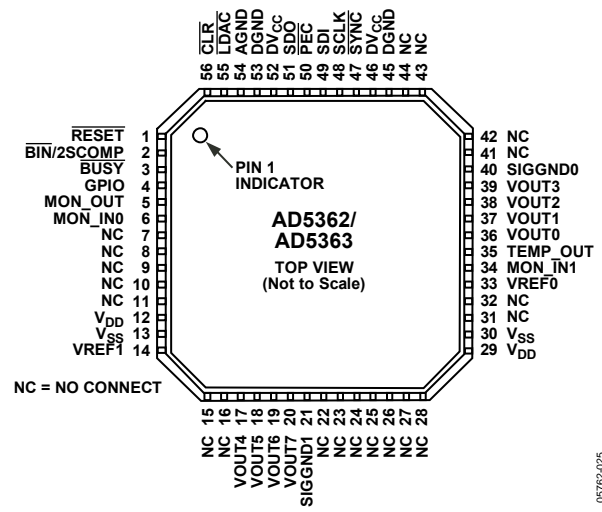 56 CLR
55 LDAC
54 AGND
53 DGND
52 DVCC
51 SDO
50 PEC
49 SDI
48 SCLK
47 SYNC
46 DVCC
45 DGND
44 NC
43 NC
RESET 1
BIN/2SCOMP 2
BUSY 3
GPIO 4
MON_OUT 5
MON_IN0 6
NC 7
NC 8
NC 9
NC 10
NC 11
VDD 12
VSS 13
VREF1 14
PIN 1
INDICATOR
AD5362/
AD5363
TOP VIEW
(Not to Scale)
42 NC
41 NC
40 SIGGND0
39 VOUT3
38 VOUT2
37 VOUT1
36 VOUT0
35 TEMP_OUT
34 MON_IN1
33 VREF0
32 NC
31 NC
30 VSS
29 VDD
NC = NO CONNECT
NC 15
NC 16
VOUT4 17
VOUT5 18
VOUT6 19
VOUT7 20
SIGGND1 21
NC 22
NC 23
NC 24
NC 25
NC 26
NC 27
NC 28
05762-025